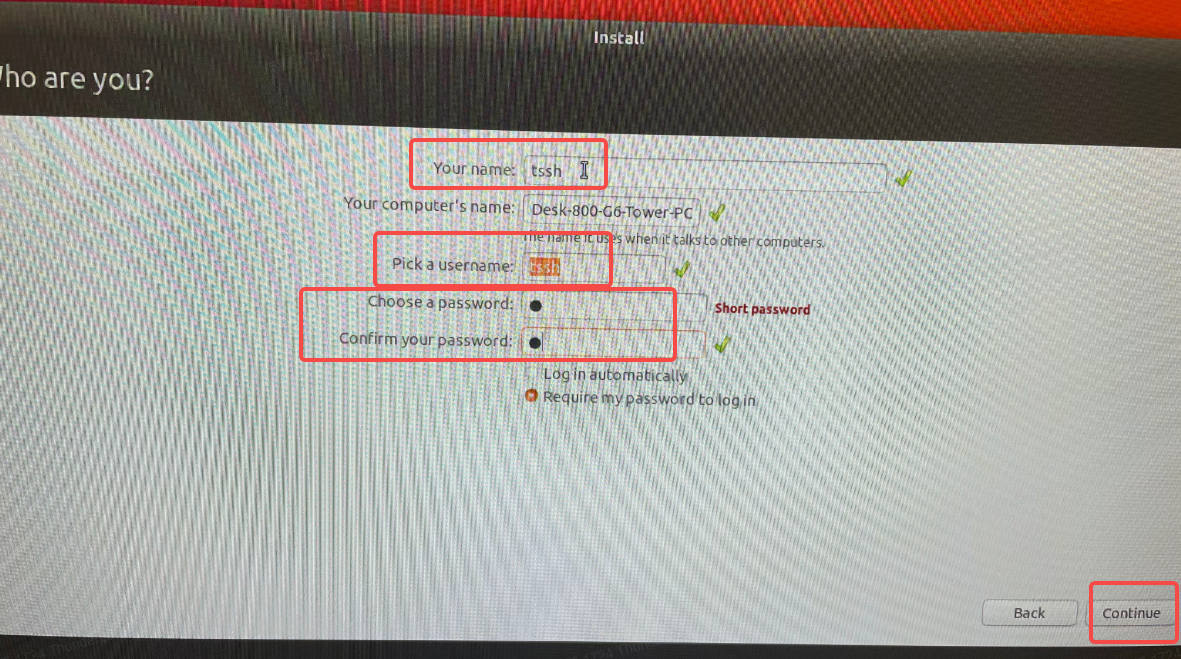 Install
ho are you?
Your name: tssh
Your computer's name: Desk-800-G6-Tower-PC
The name it uses when it talks to other computers.
Pick a username: tssh
Choose a password: ● Short password
Confirm your password: ●
Log in automatically
Require my password to log in
Back Continue